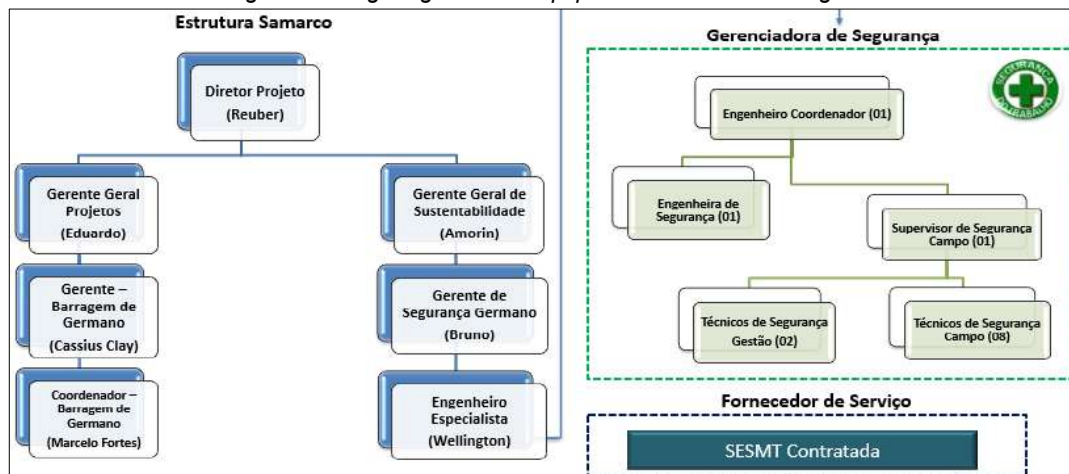 Estrutura Samarco
Diretor Projeto
(Reuber)
Gerente Geral
Projetos
(Eduardo)
Gerente –
Barragem de
Germano
(Cassius Clay)
Coordenador –
Barragem de
Germano
(Marcelo Fortes)
Gerente Geral de
Sustentabilidade
(Amorin)
Gerente de
Segurança Germano
(Bruno)
Engenheiro
Especialista
(Wellington)
Gerenciadora de Segurança
SEGURANÇA
DO TRABALHO
Engenheiro Coordenador (01)
Engenheira de
Segurança (01)
Supervisor de Segurança
Campo (01)
Técnicos de Segurança
Gestão (02)
Técnicos de Segurança
Campo (08)
Fornecedor de Serviço
SESMT Contratada